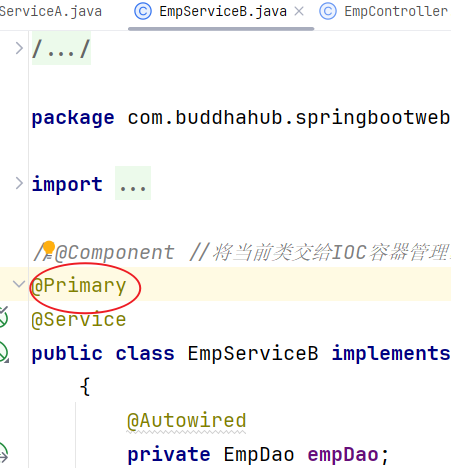 ServiceA.java EmpServiceB.java EmpController
/.../
package com.buddhahub.springbootweb
import ...
//@Component //将当前类交给IOC容器管理
@Primary
@Service
public class EmpServiceB implements
{
@Autowired
private EmpDao empDao;